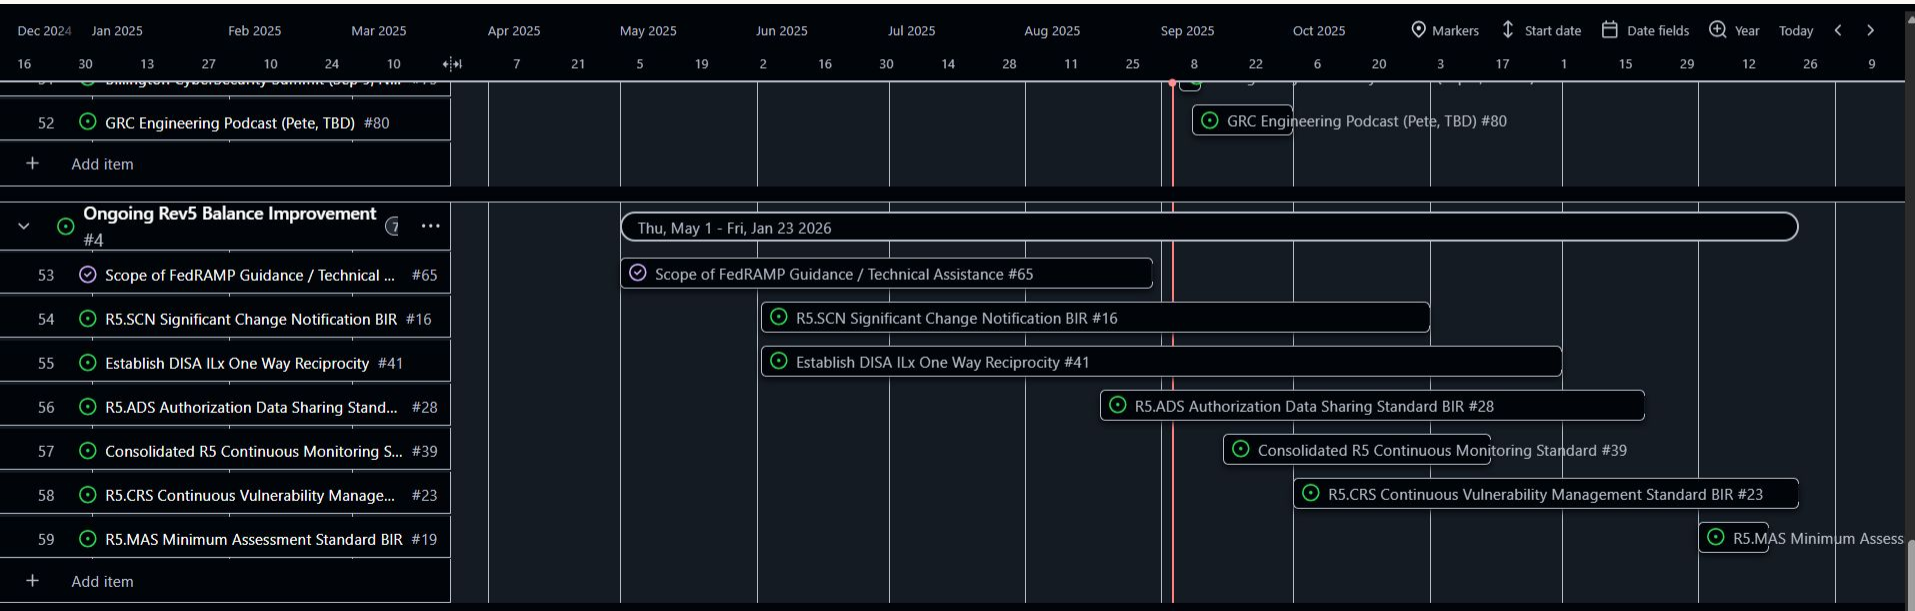 Dec 2024 Jan 2025 Feb 2025 Mar 2025 Apr 2025 May 2025 Jun 2025 Jul 2025 Aug 2025 Sep 2025 Oct 2025 Markers Start date Date fields Year Today
16 30 13 27 10 24 10 7 21 5 19 2 16 30 14 28 11 25 8 22 6 20 3 17 1 15 29 12 26 9
52 GRC Engineering Podcast (Pete, TBD) #80 GRC Engineering Podcast (Pete, TBD) #80
+ Add item
Ongoing Rev5 Balance Improvement 7 ...
#4
Thu, May 1 - Fri, Jan 23 2026
53 Scope of FedRAMP Guidance / Technical ... #65 Scope of FedRAMP Guidance / Technical Assistance #65
54 R5.SCN Significant Change Notification BIR #16 R5.SCN Significant Change Notification BIR #16
55 Establish DISA ILx One Way Reciprocity #41 Establish DISA ILx One Way Reciprocity #41
56 R5.ADS Authorization Data Sharing Stand... #28 R5.ADS Authorization Data Sharing Standard BIR #28
57 Consolidated R5 Continuous Monitoring S... #39 Consolidated R5 Continuous Monitoring Standard #39
58 R5.CRS Continuous Vulnerability Manage... #23 R5.CRS Continuous Vulnerability Management Standard BIR #23
59 R5.MAS Minimum Assessment Standard BIR #19 R5.MAS Minimum Assess
+ Add item